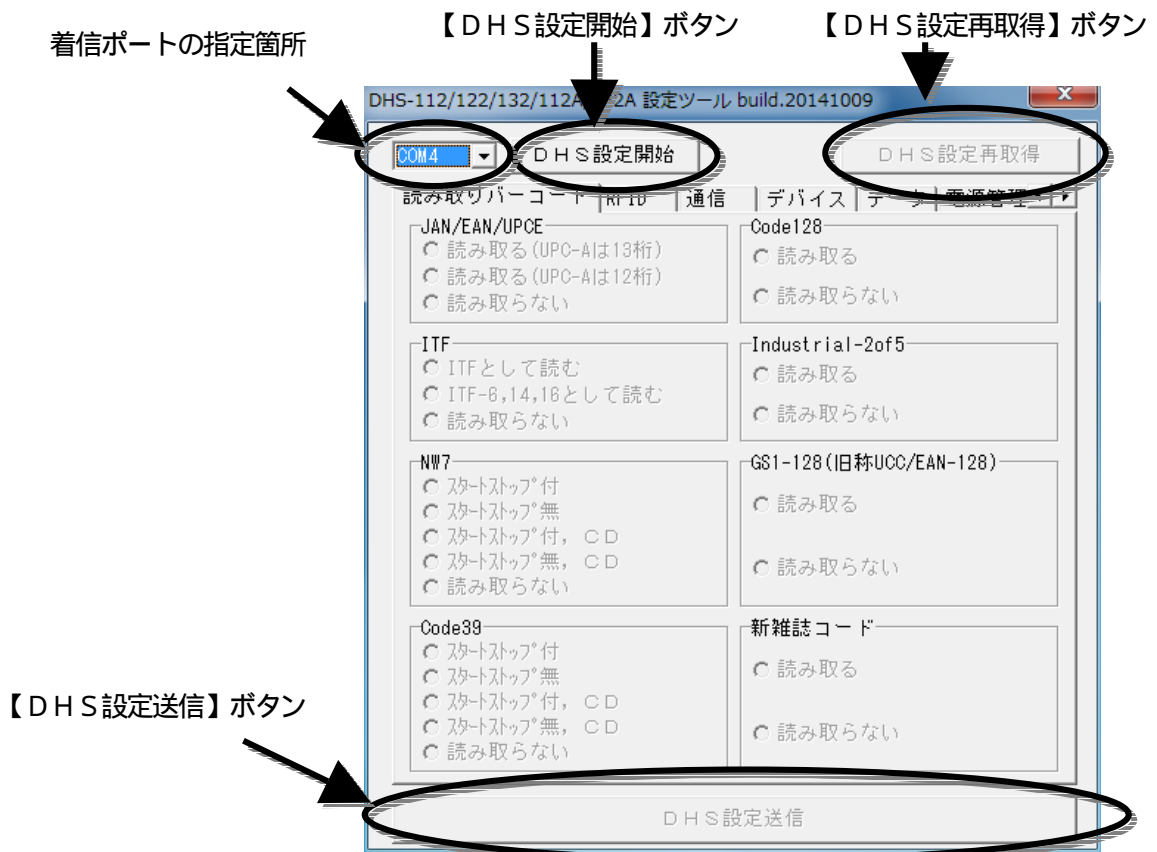 【ＤＨＳ設定開始】ボタン
【ＤＨＳ設定再取得】ボタン
着信ポートの指定箇所
DHS-112/122/132/112A 2A 設定ツール build.20141009
COM4
ＤＨＳ設定開始
ＤＨＳ設定再取得
読み取りバーコード RFID 通信 デバイス データ 電源管理
JAN/EAN/UPCE
読み取る(UPC-Aは13桁)
読み取る(UPC-Aは12桁)
読み取らない
Code128
読み取る
読み取らない
ITF
ITFとして読む
ITF-6,14,16として読む
読み取らない
Industrial-2of5
読み取る
読み取らない
NW7
ｽﾀｰﾄｽﾄｯﾌﾟ付
ｽﾀｰﾄｽﾄｯﾌﾟ無
ｽﾀｰﾄｽﾄｯﾌﾟ付，ＣＤ
ｽﾀｰﾄｽﾄｯﾌﾟ無，ＣＤ
読み取らない
GS1-128(旧称UCC/EAN-128)
読み取る
読み取らない
Code39
ｽﾀｰﾄｽﾄｯﾌﾟ付
ｽﾀｰﾄｽﾄｯﾌﾟ無
ｽﾀｰﾄｽﾄｯﾌﾟ付，ＣＤ
ｽﾀｰﾄｽﾄｯﾌﾟ無，ＣＤ
読み取らない
新雑誌コード
読み取る
読み取らない
【ＤＨＳ設定送信】ボタン
ＤＨＳ設定送信